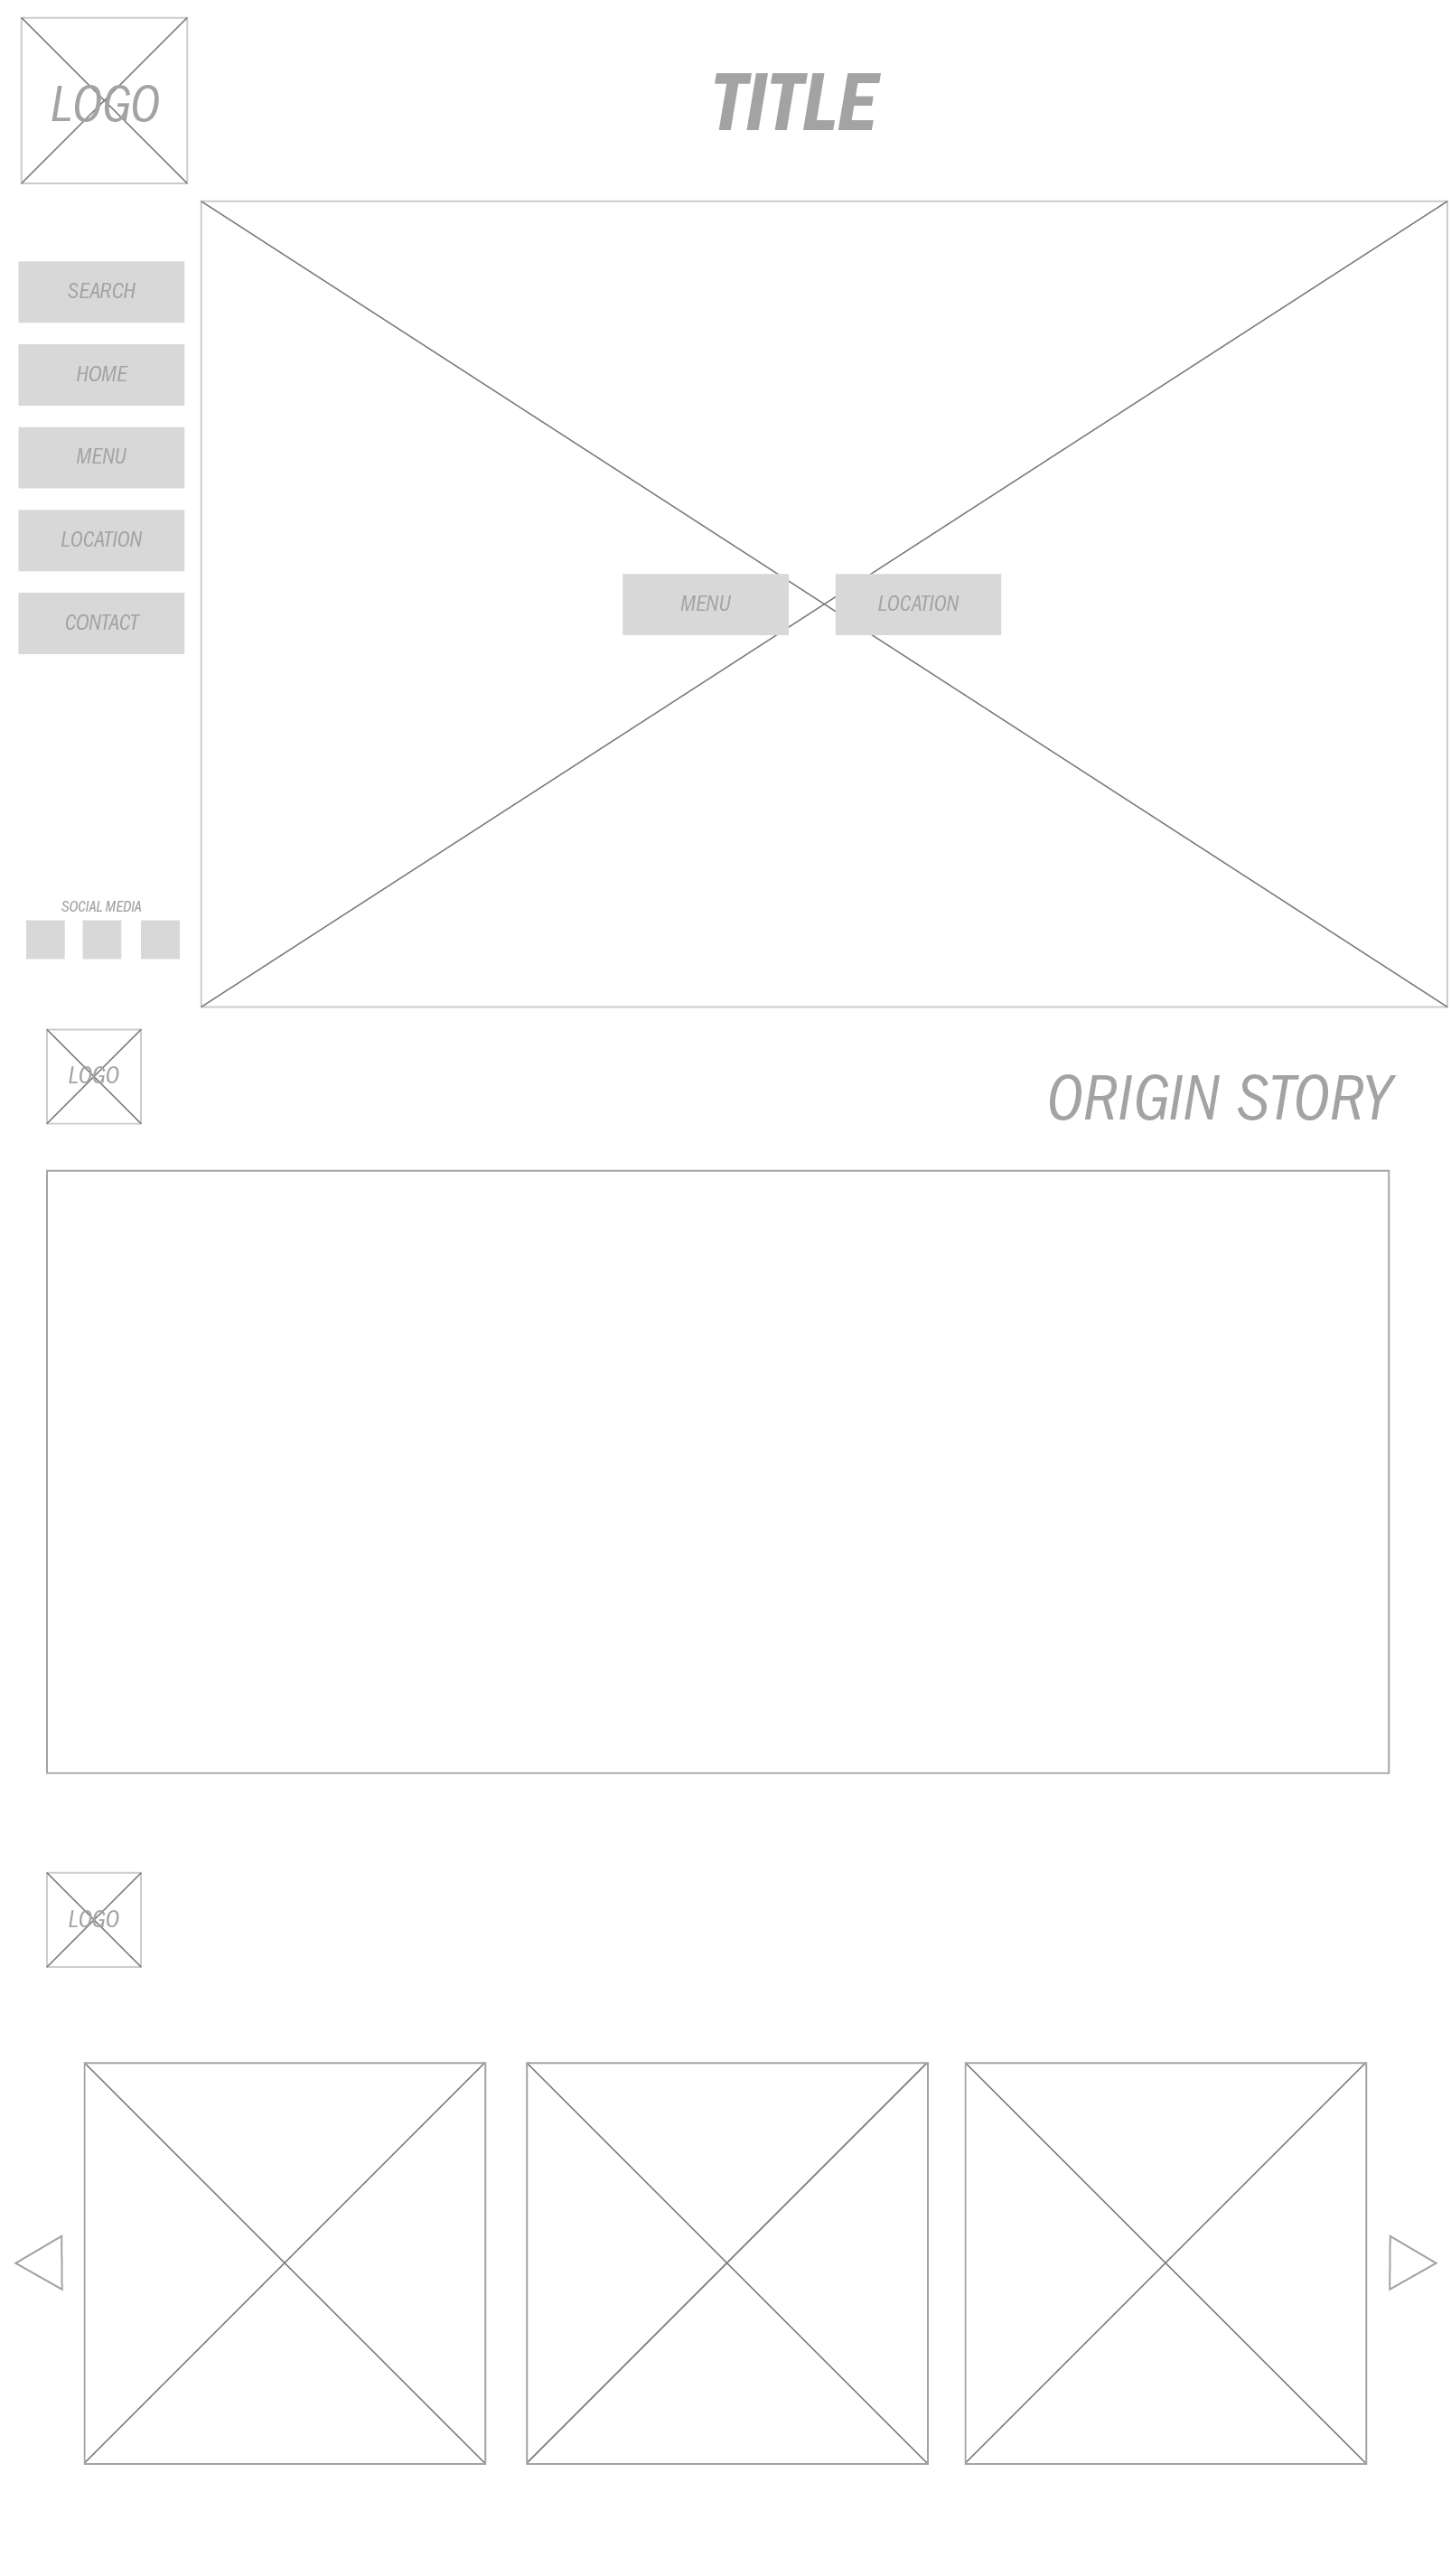 LOGO
TITLE
SEARCH
HOME
MENU
LOCATION
CONTACT
MENU
LOCATION
SOCIAL MEDIA
LOGO
ORIGIN STORY
LOGO